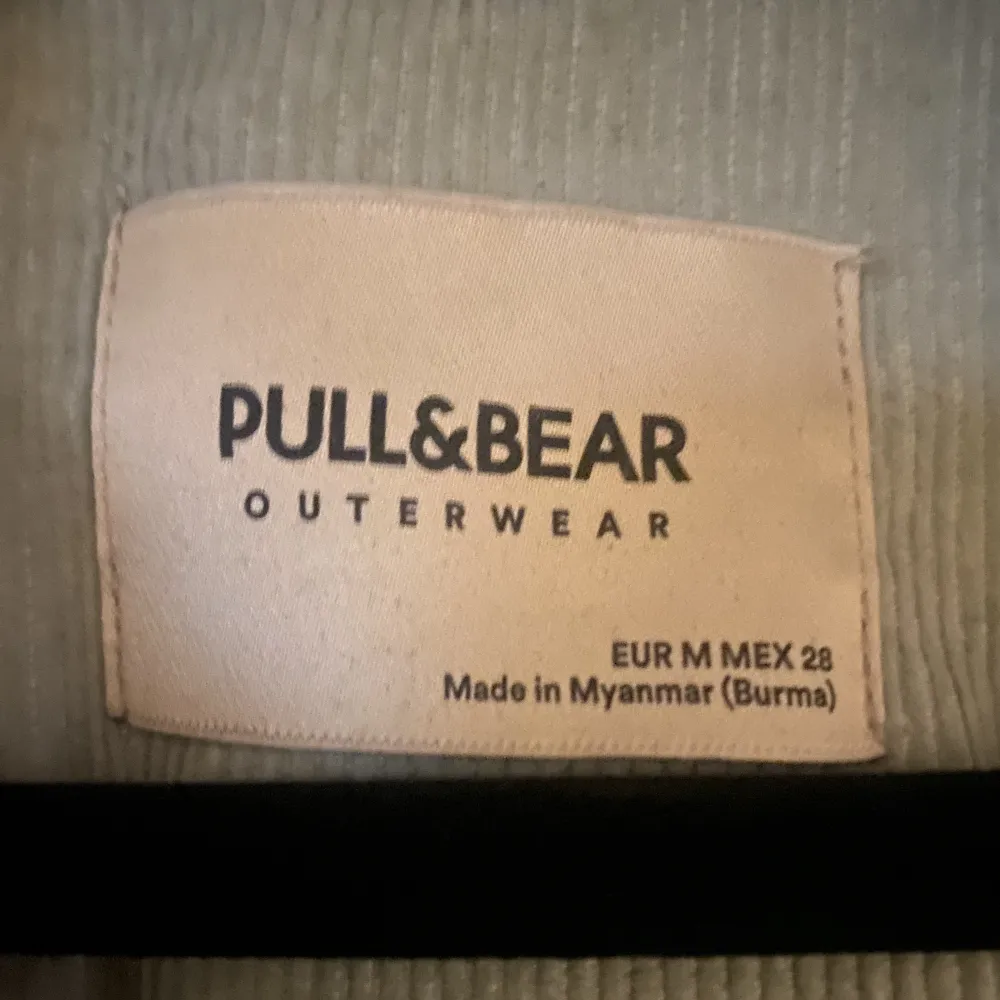 PULL&BEAR
OUTERWEAR
EUR M MEX 28
Made in Myanmar (Burma)